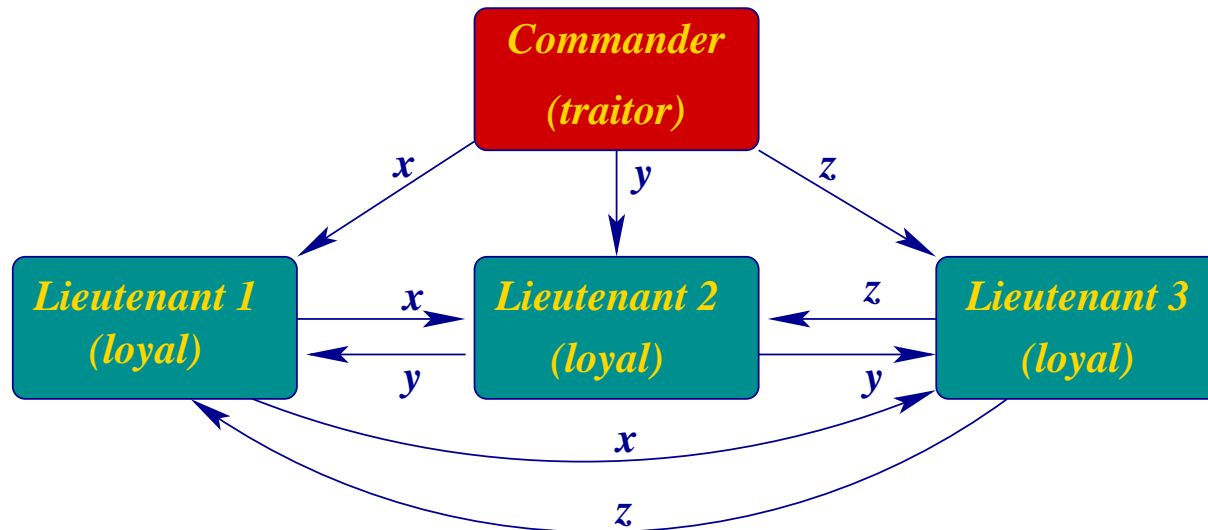 Commander
(traitor)
x
y
z
Lieutenant 1
(loyal)
x
y
Lieutenant 2
(loyal)
z
y
Lieutenant 3
(loyal)
x
z